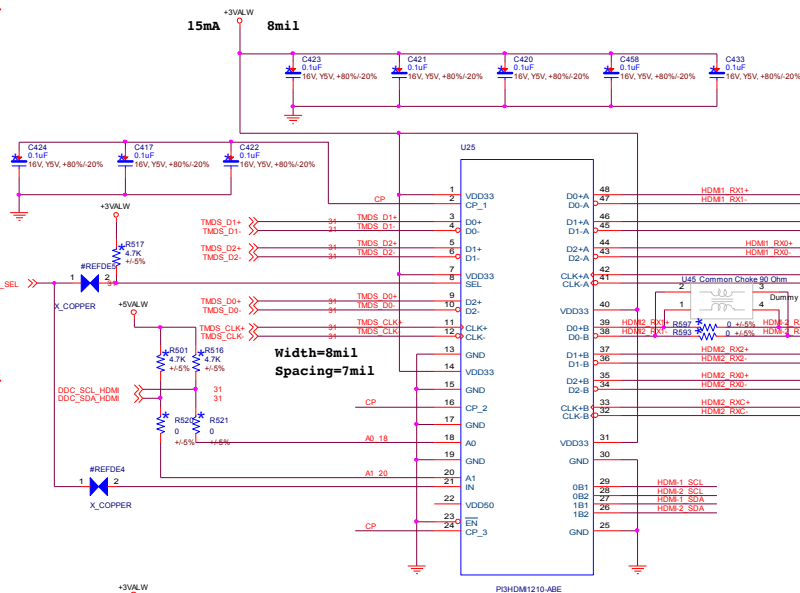 +3VALW
15mA 8mil
C423
0.1uF
16V, Y5V, +80%/-20%
C421
0.1uF
16V, Y5V, +80%/-20%
C420
0.1uF
16V, Y5V, +80%/-20%
C458
0.1uF
16V, Y5V, +80%/-20%
C433
0.1uF
16V, Y5V, +80%/-20%
C424
0.1uF
16V, Y5V, +80%/-20%
C417
0.1uF
16V, Y5V, +80%/-20%
C422
0.1uF
16V, Y5V, +80%/-20%
+3VALW
R517
4.7K
+/-5%
#REFDE5
1 2
31
_SEL
X_COPPER
+5VALW
R501
4.7K
+/-5%
R516
4.7K
+/-5%
DDC_SCL_HDMI 31
DDC_SDA_HDMI 31
R520
0
+/-5%
R521
0
+/-5%
#REFDE4
1 2
X_COPPER
+3VALW
CP
TMDS_D1+ 31 TMDS_D1+
TMDS_D1- 31 TMDS_D1-
TMDS_D2+ 31 TMDS_D2+
TMDS_D2- 31 TMDS_D2-
TMDS_D0+ 31 TMDS_D0+
TMDS_D0- 31 TMDS_D0-
TMDS_CLK+ 31 TMDS_CLK+
TMDS_CLK- 31 TMDS_CLK-
Width=8mil
Spacing=7mil
CP
A0_18
A1_20
CP
U25
1 VDD33
2 CP_1
3 D0+
4 D0-
5 D1+
6 D1-
7 VDD33
8 SEL
9 D2+
10 D2-
11 CLK+
12 CLK-
13 GND
14 VDD33
15 GND
16 CP_2
17 GND
18 A0
19 GND
20 A1
21 IN
22 VDD50
23 EN
24 CP_3
D0+A 48 HDMI1_RX1+
D0-A 47 HDMI1_RX1-
D1+A 46
D1-A 45
D2+A 44 HDMI1_RX0+
D2-A 43 HDMI1_RX0-
CLK+A 42
CLK-A 41
VDD33 40
D0+B 39 HDMI2_RX1+
D0-B 38 HDMI2_RX1-
D1+B 37 HDMI2_RX2+
D1-B 36 HDMI2_RX2-
D2+B 35 HDMI2_RX0+
D2-B 34 HDMI2_RX0-
CLK+B 33 HDMI2_RXC+
CLK-B 32 HDMI2_RXC-
VDD33 31
GND 30
0B1 29 HDMI-1_SCL
0B2 28 HDMI-2_SCL
1B1 27 HDMI-1_SDA
1B2 26 HDMI-2_SDA
GND 25
PI3HDMI1210-ABE
U45 Common Choke 90 Ohm
2 3
1 4
Dummy
R597 0 +/-5% HDMI-2_R
R593 0 +/-5% HDMI-2_R